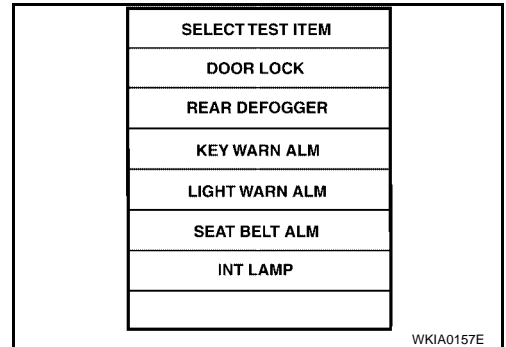 SELECT TEST ITEM
DOOR LOCK
REAR DEFOGGER
KEY WARN ALM
LIGHT WARN ALM
SEAT BELT ALM
INT LAMP
WKIA0157E